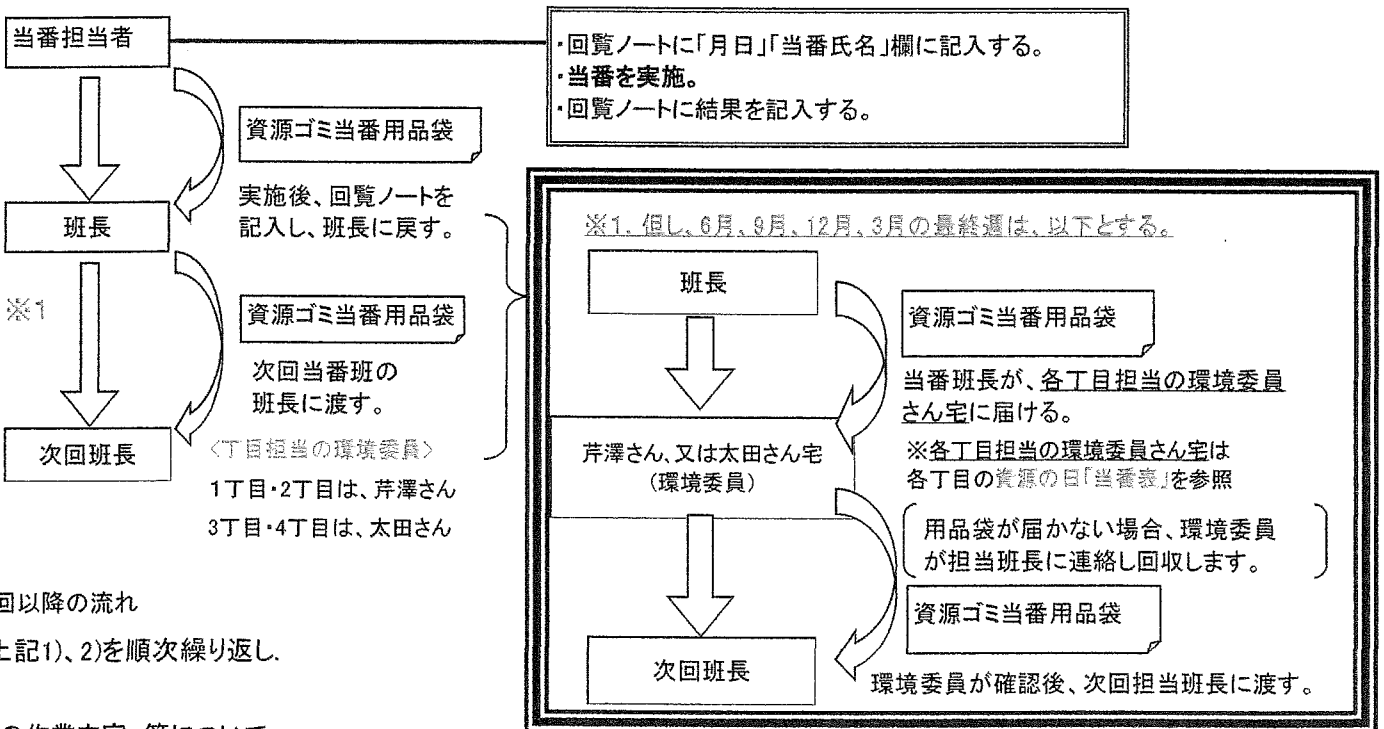 当番担当者
・回覧ノートに「月日」「当番氏名」欄に記入する。
・当番を実施。
・回覧ノートに結果を記入する。
資源ゴミ当番用品袋
実施後、回覧ノートを
記入し、班長に戻す。
班長
※1
資源ゴミ当番用品袋
次回当番班の
班長に渡す。
次回班長
〈丁目担当の環境委員〉
1丁目・2丁目は、芹澤さん
3丁目・4丁目は、太田さん
※1. 但し、6月、9月、12月、3月の最終週は、以下とする。
班長
資源ゴミ当番用品袋
当番班長が、各丁目担当の環境委員
さん宅に届ける。
芹澤さん、又は太田さん宅
(環境委員)
※各丁目担当の環境委員さん宅は
各丁目の資源の日「当番表」を参照
用品袋が届かない場合、環境委員
が担当班長に連絡し回収します。
資源ゴミ当番用品袋
次回班長
環境委員が確認後、次回担当班長に渡す。
回以降の流れ
上記1)、2)を順次繰り返し.